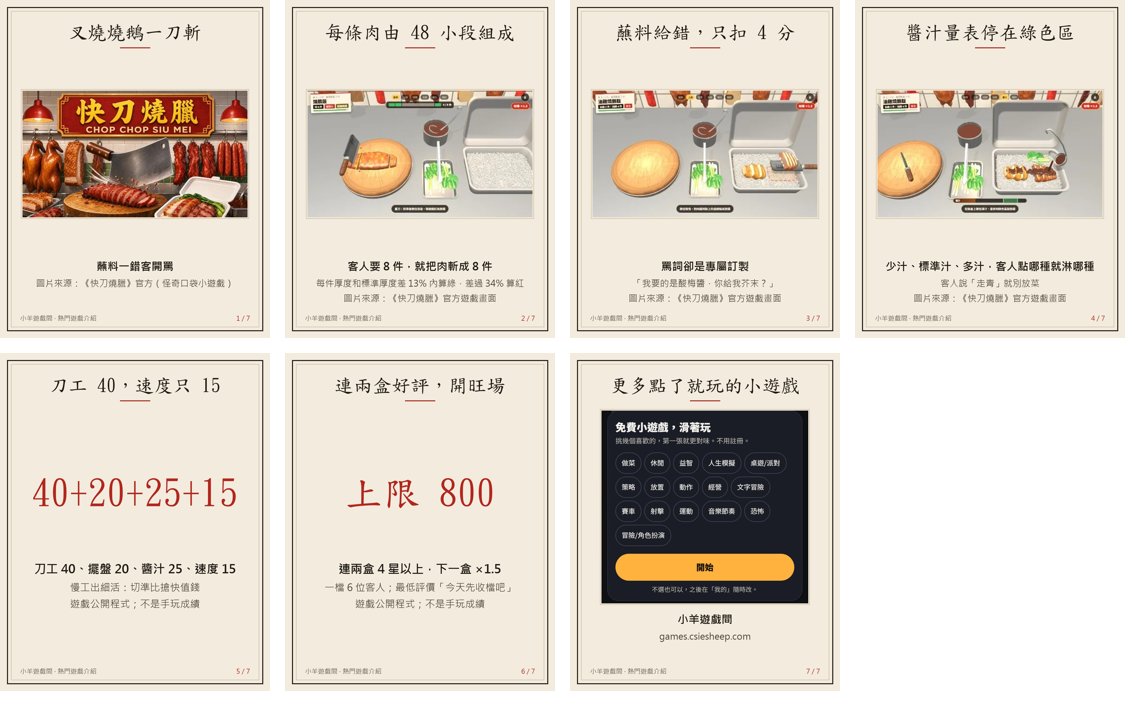 叉燒燒鵝一刀斬
快刀燒臘
CHOP CHOP SIU MEI
蘸料一錯客開罵
圖片來源：《快刀燒臘》官方（怪奇口袋小遊戲）
小羊遊戲間 · 熱門遊戲介紹
1 / 7
每條肉由 48 小段組成
客人要 8 件，就把肉斬成 8 件
每件厚度和標準厚度差 13% 內算綠，差過 34% 算紅
圖片來源：《快刀燒臘》官方遊戲畫面
小羊遊戲間 · 熱門遊戲介紹
2 / 7
蘸料給錯，只扣 4 分
罵詞卻是專屬訂製
「我要的是酸梅醬，你給我芥末？」
圖片來源：《快刀燒臘》官方遊戲畫面
小羊遊戲間 · 熱門遊戲介紹
3 / 7
醬汁量表停在綠色區
少汁、標準汁、多汁，客人點哪種就淋哪種
客人說「走青」就別放菜
圖片來源：《快刀燒臘》官方遊戲畫面
小羊遊戲間 · 熱門遊戲介紹
4 / 7
刀工 40，速度只 15
40+20+25+15
刀工 40、擺盤 20、醬汁 25、速度 15
慢工出細活：切準比搶快值錢
遊戲公開程式；不是手玩成績
小羊遊戲間 · 熱門遊戲介紹
5 / 7
連兩盒好評，開旺場
上限 800
連兩盒 4 星以上，下一盒 ×1.5
一檔 6 位客人；最低評價「今天先收檔吧」
遊戲公開程式；不是手玩成績
小羊遊戲間 · 熱門遊戲介紹
6 / 7
更多點了就玩的小遊戲
免費小遊戲，滑著玩
挑幾個喜歡的，第一張就更對味。不用註冊。
做菜 休閒 益智 人生模擬 桌遊/派對
策略 放置 動作 經營 文字冒險
賽車 射擊 運動 音樂節奏 恐怖
冒險/角色扮演
開始
不選也可以，之後在「我的」隨時改。
小羊遊戲間
games.csiesheep.com
小羊遊戲間 · 熱門遊戲介紹
7 / 7